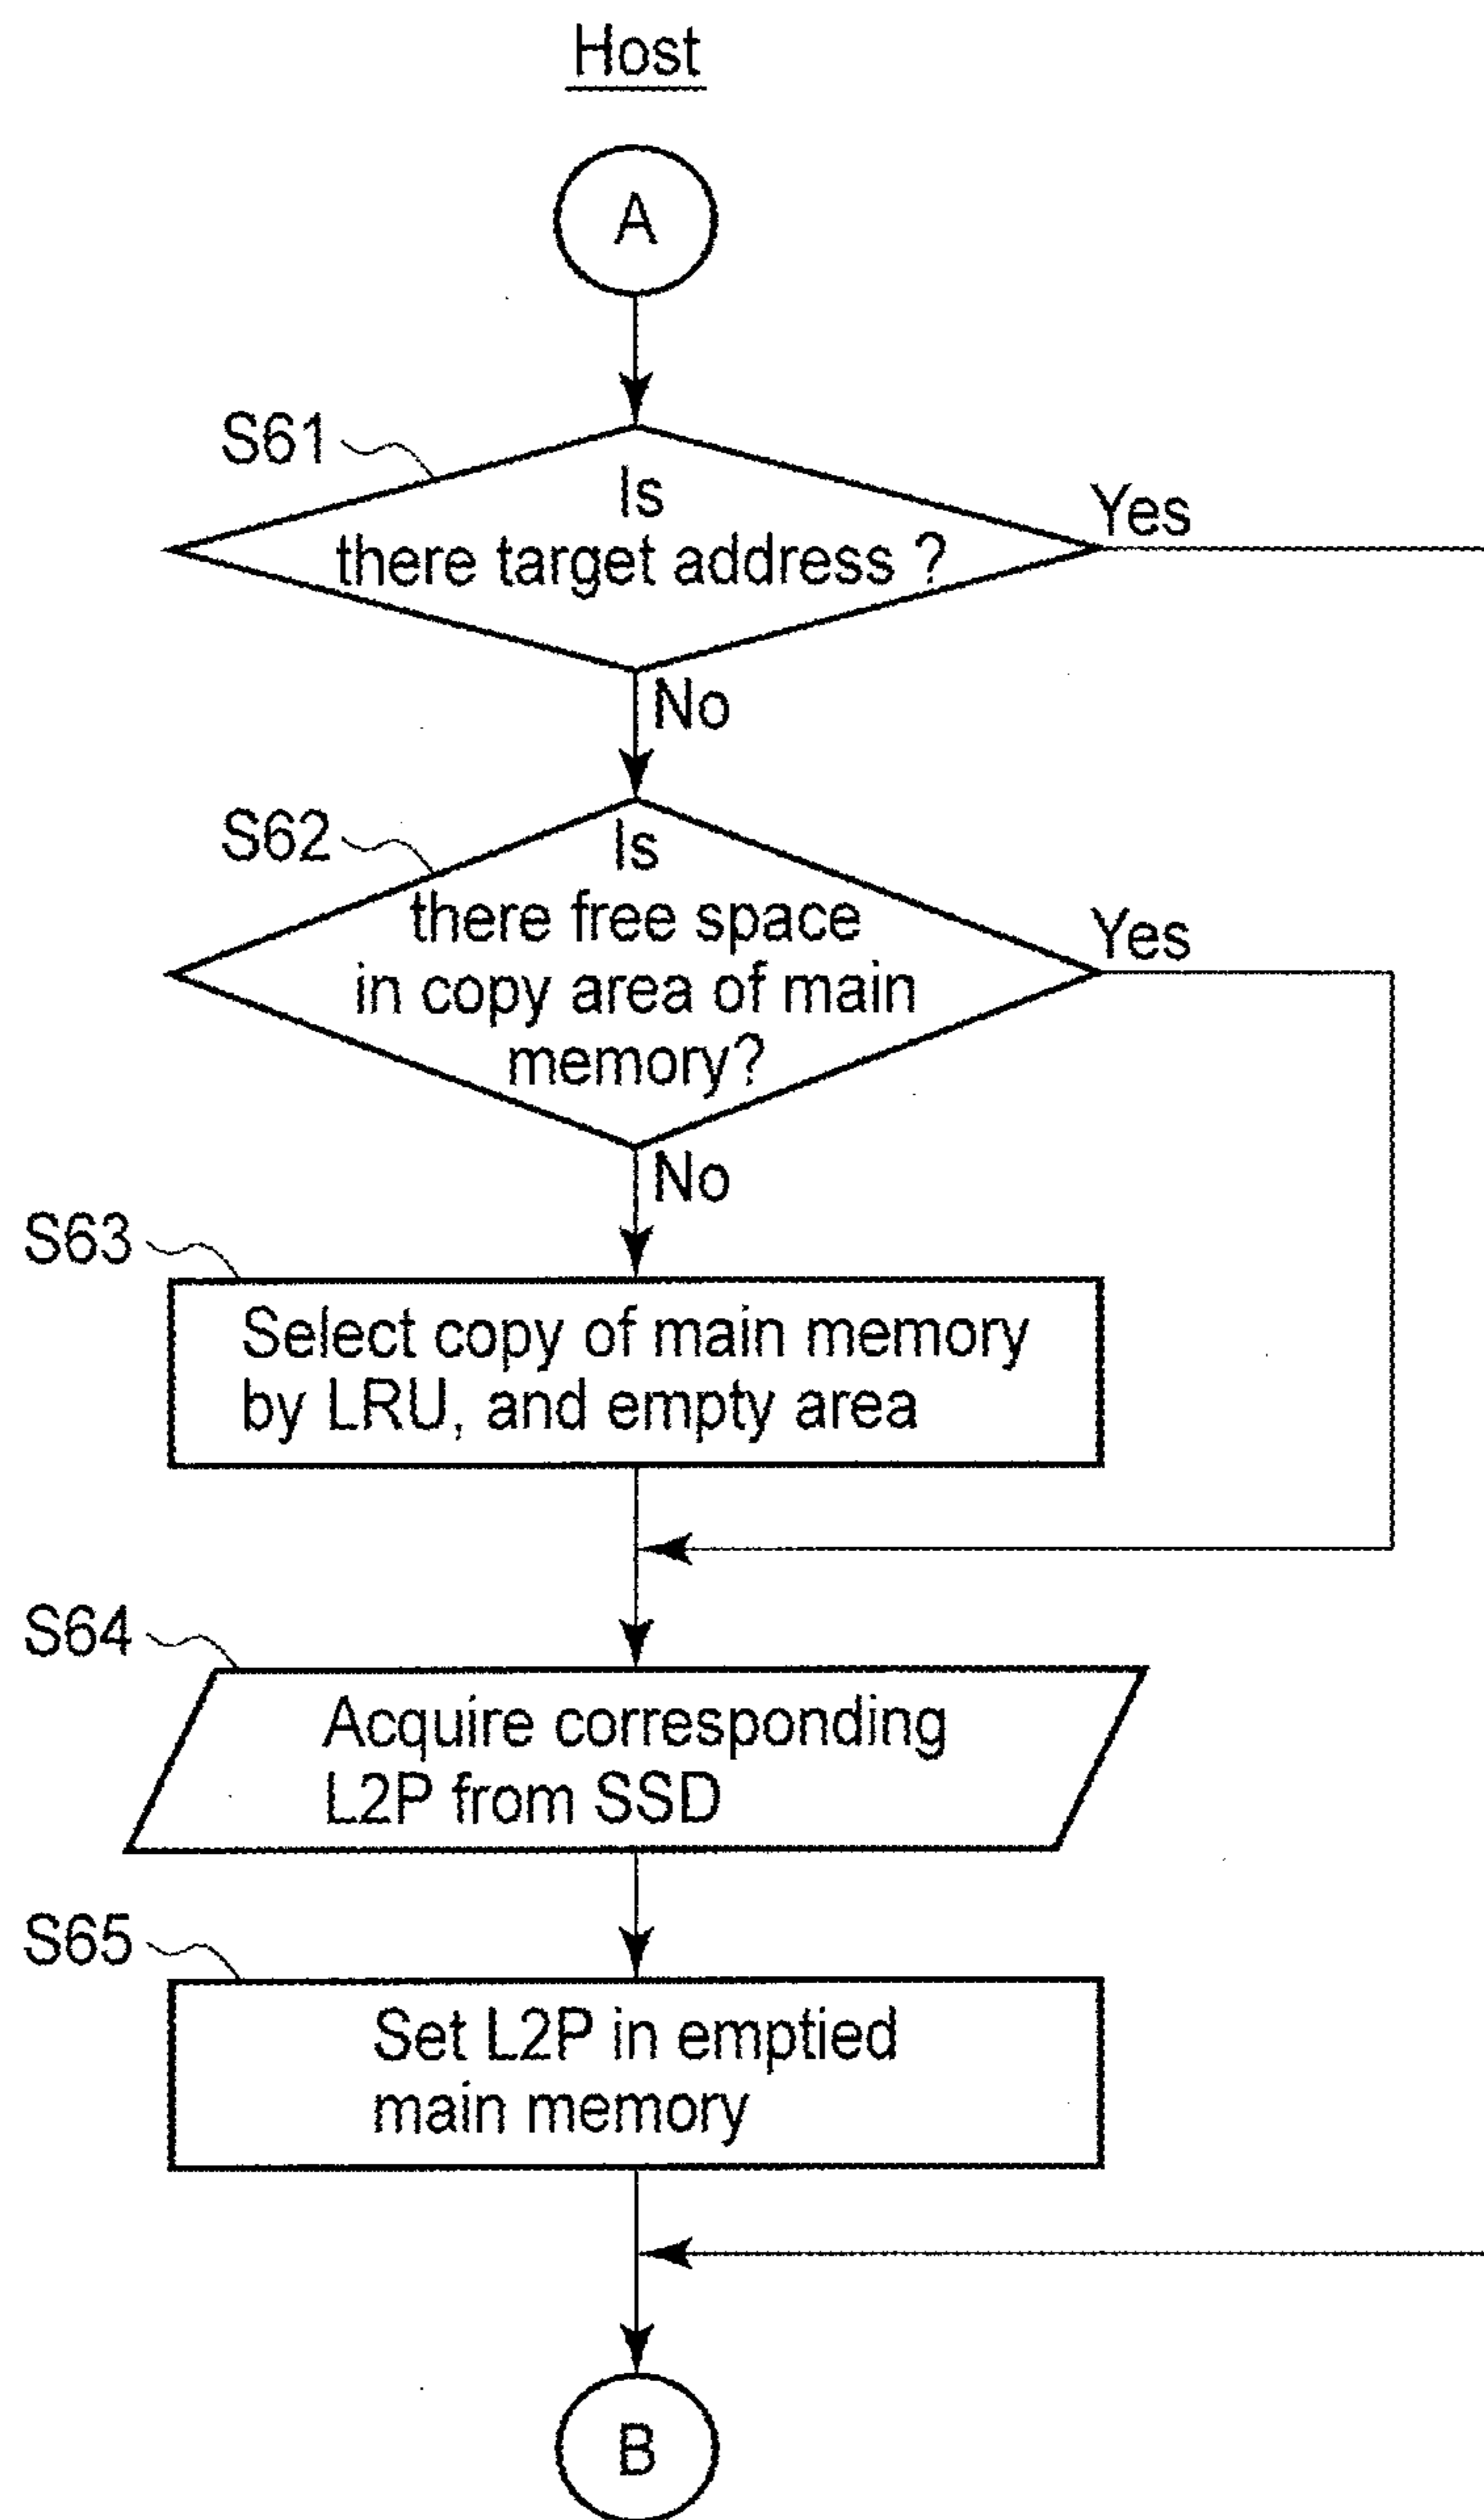 Host
A
S61
Is
there target address ?
Yes
No
S62
Is
there free space
in copy area of main
memory?
Yes
No
S63
Select copy of main memory
by LRU, and empty area
S64
Acquire corresponding
L2P from SSD
S65
Set L2P in emptied
main memory
B